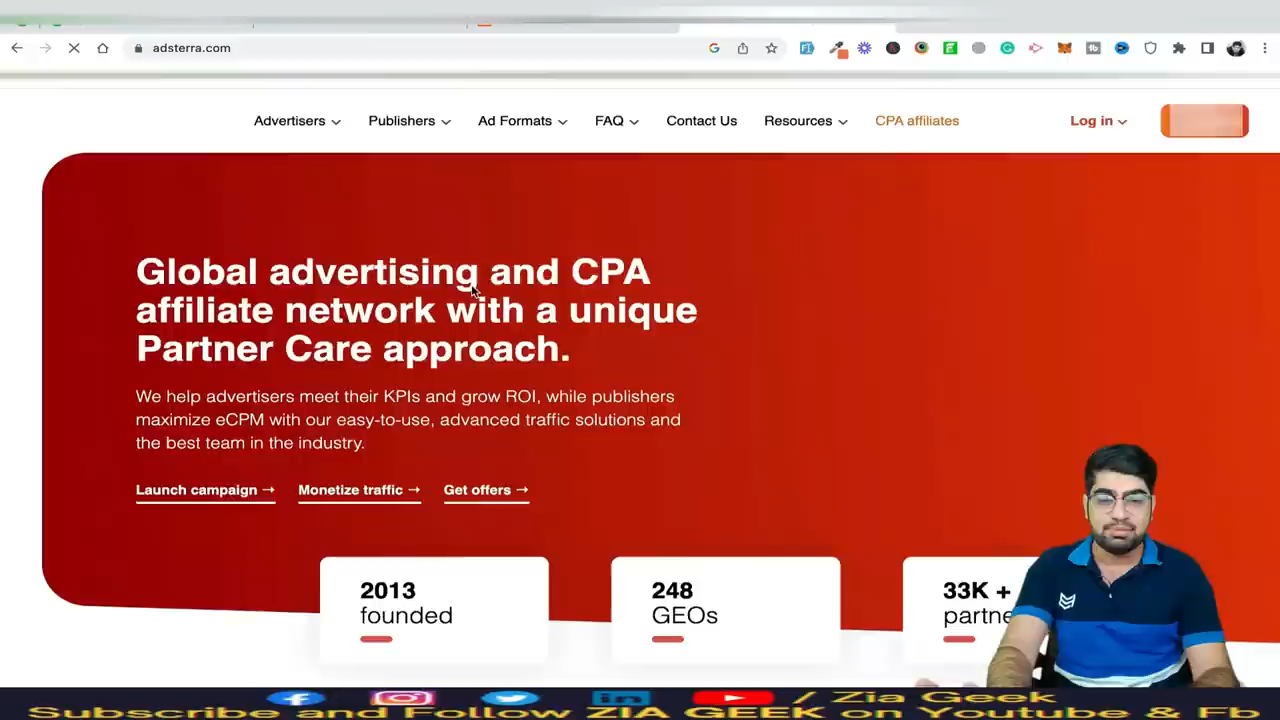 adsterra.com
Advertisers
Publishers
Ad Formats
FAQ
Contact Us
Resources
CPA affiliates
Log in
Global advertising and CPA
affiliate network with a unique
Partner Care approach.
We help advertisers meet their KPIs and grow ROI, while publishers
maximize eCPM with our easy-to-use, advanced traffic solutions and
the best team in the industry.
Launch campaign →
Monetize traffic →
Get offers →
2013
founded
248
GEOs
33K +
partne
/ Zia Geek
Subscribe and Follow ZIA GEEK on Youtube & Fb